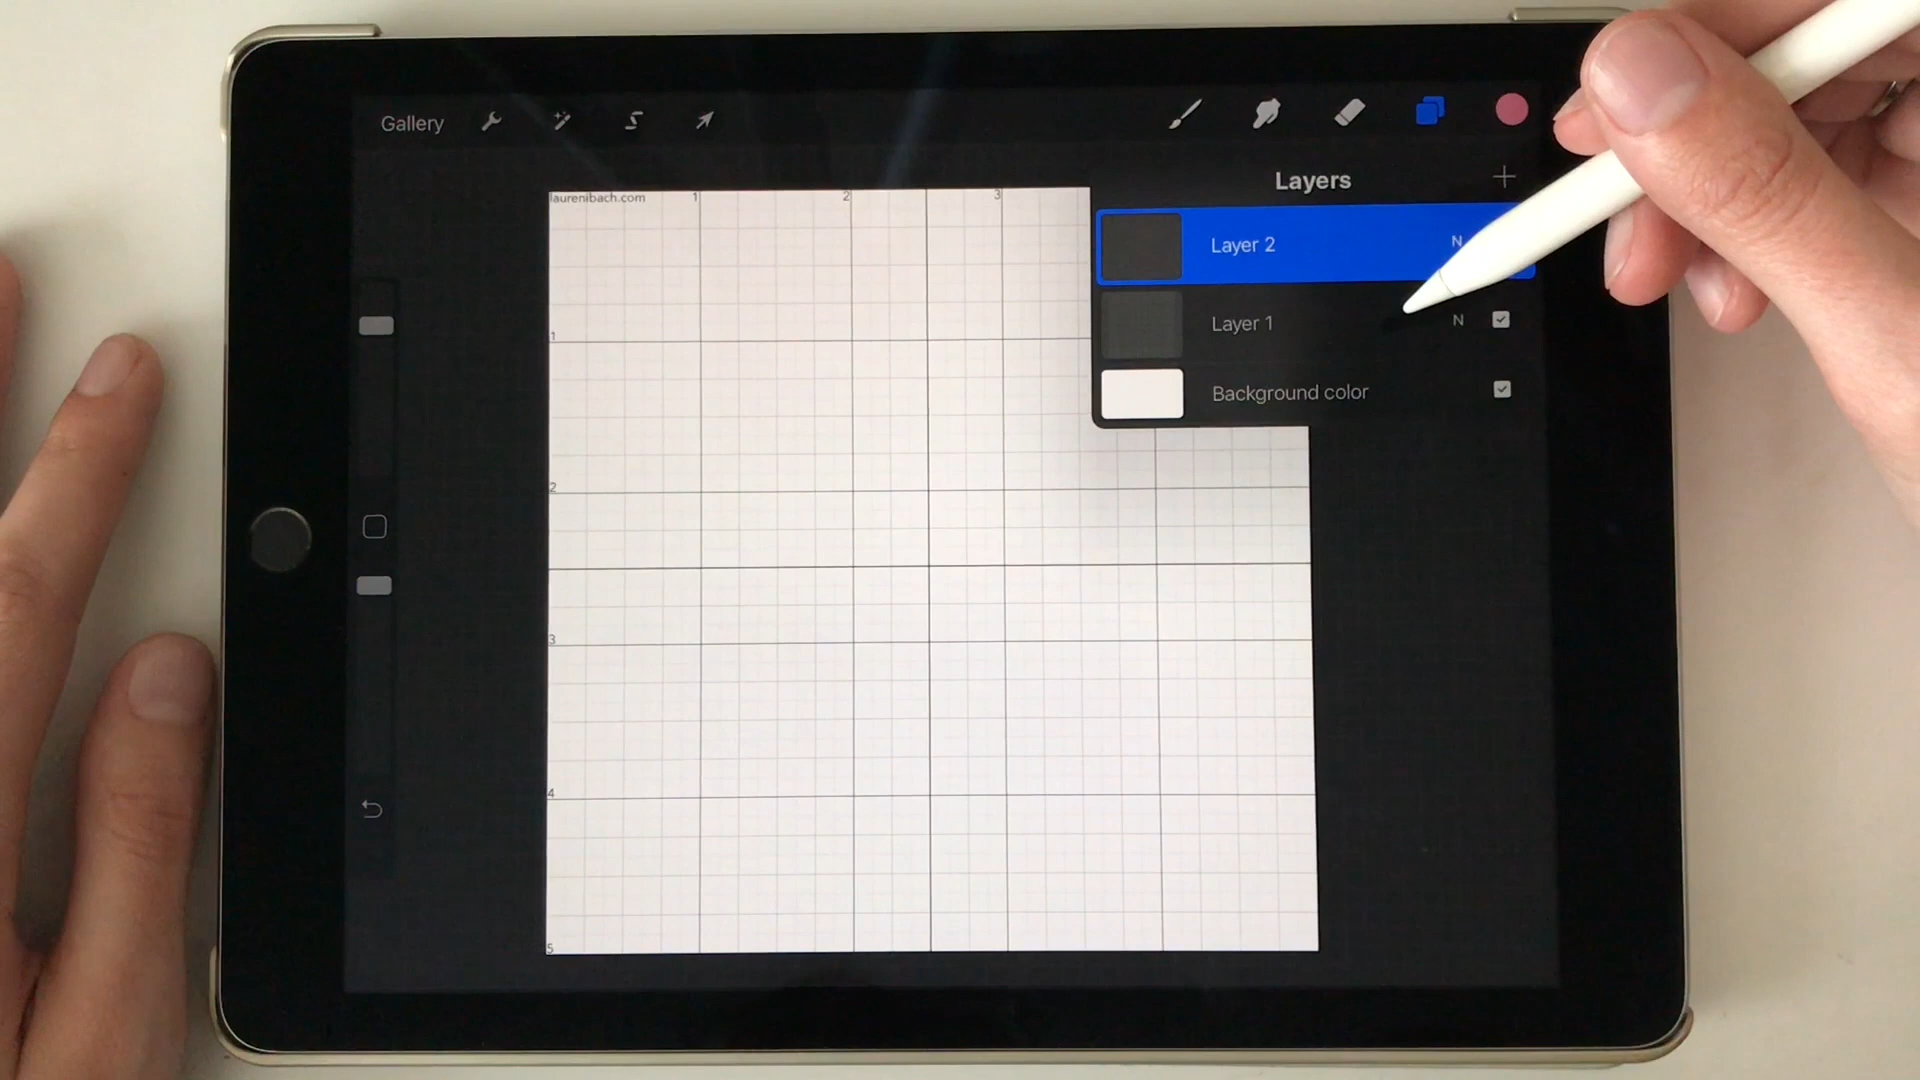 Gallery
Layers
laurenibach.com 1 2 3
Layer 2 N
Layer 1 N
Background color
1
2
3
4
5